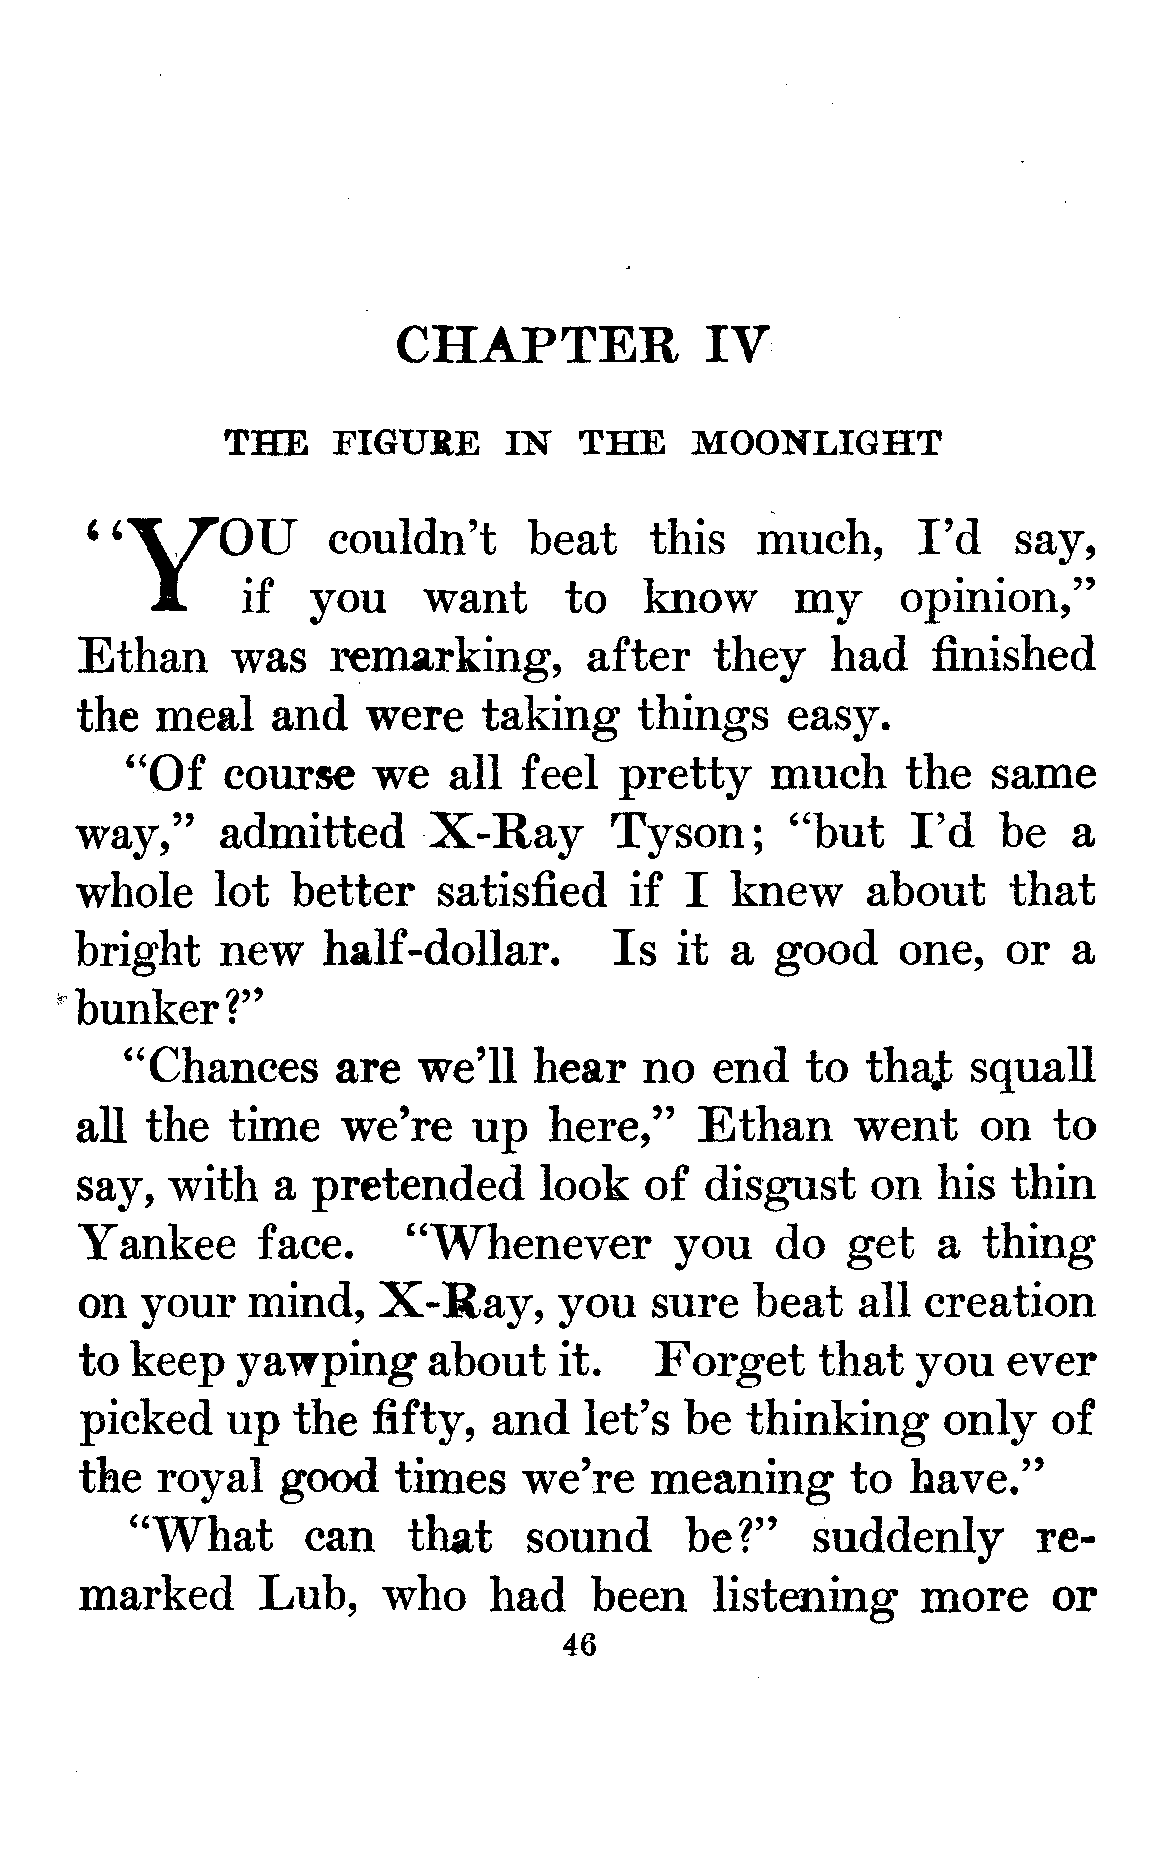 CHAPTER IV
THE FIGURE IN THE MOONLIGHT
“YOU couldn’t beat this much, I’d say,
if you want to know my opinion,”
Ethan was remarking, after they had finished
the meal and were taking things easy.
“Of course we all feel pretty much the same
way,” admitted X-Ray Tyson; “but I’d be a
whole lot better satisfied if I knew about that
bright new half-dollar. Is it a good one, or a
bunker?”
“Chances are we’ll hear no end to that squall
all the time we’re up here,” Ethan went on to
say, with a pretended look of disgust on his thin
Yankee face. “Whenever you do get a thing
on your mind, X-Ray, you sure beat all creation
to keep yawping about it. Forget that you ever
picked up the fifty, and let’s be thinking only of
the royal good times we’re meaning to have.”
“What can that sound be?” suddenly re-
marked Lub, who had been listening more or
46